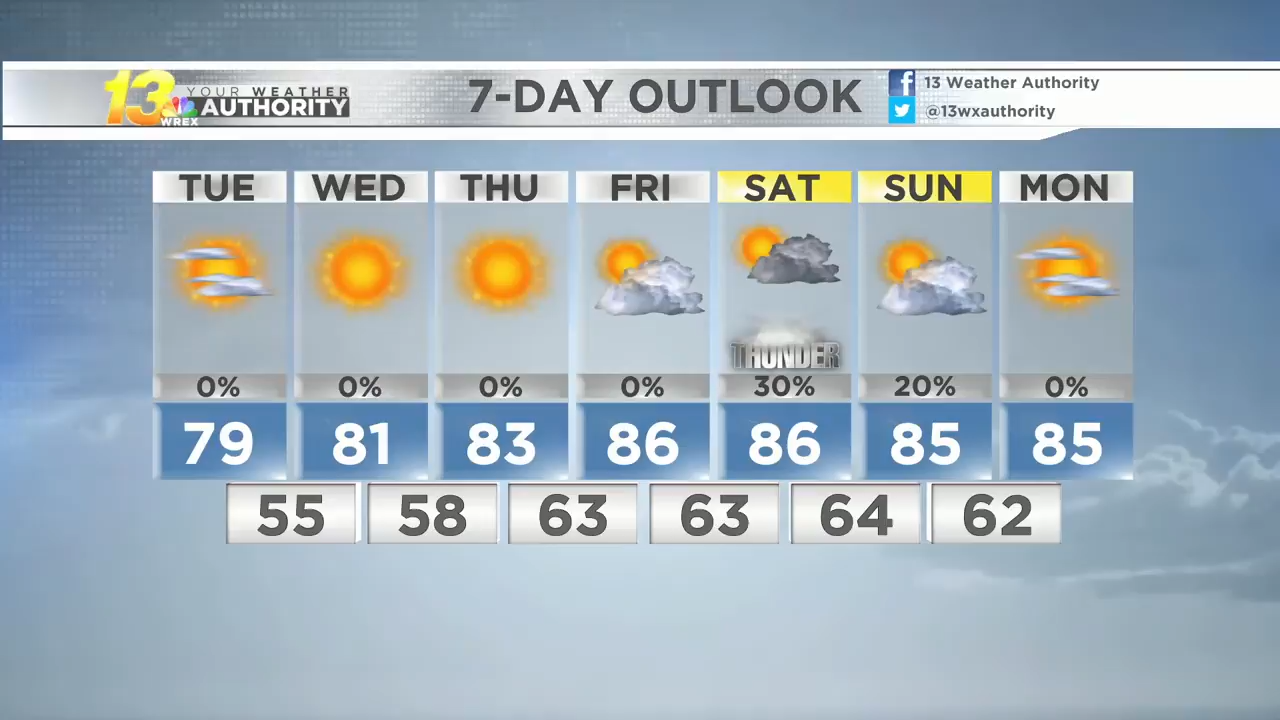 13
WREX
YOUR WEATHER
AUTHORITY
7-DAY OUTLOOK
13 Weather Authority
@13wxauthority
TUE WED THU FRI SAT SUN MON
THUNDER
0% 0% 0% 0% 30% 20% 0%
79 81 83 86 86 85 85
55 58 63 63 64 62